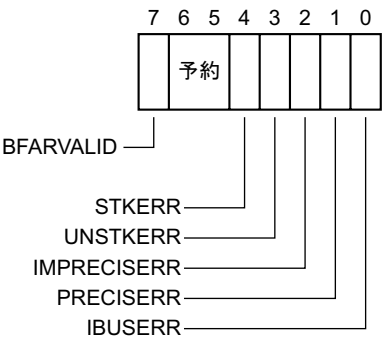 7 6 5 4 3 2 1 0
予約
BFARVALID
STKERR
UNSTKERR
IMPRECISERR
PRECISERR
IBUSERR